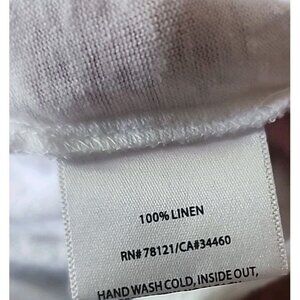 100% LINEN
RN# 78121/CA#34460
HAND WASH COLD, INSIDE OUT,